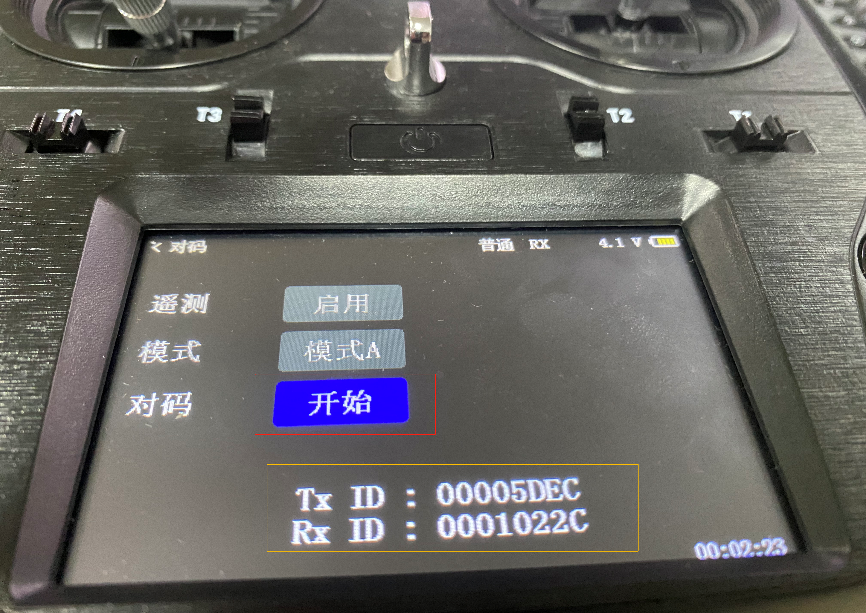 T3
T2
< 对码 普通 RX 4.1 V
遥测 启用
模式 模式A
对码 开始
Tx ID : 00005DEC
Rx ID : 0001022C
00:02:23